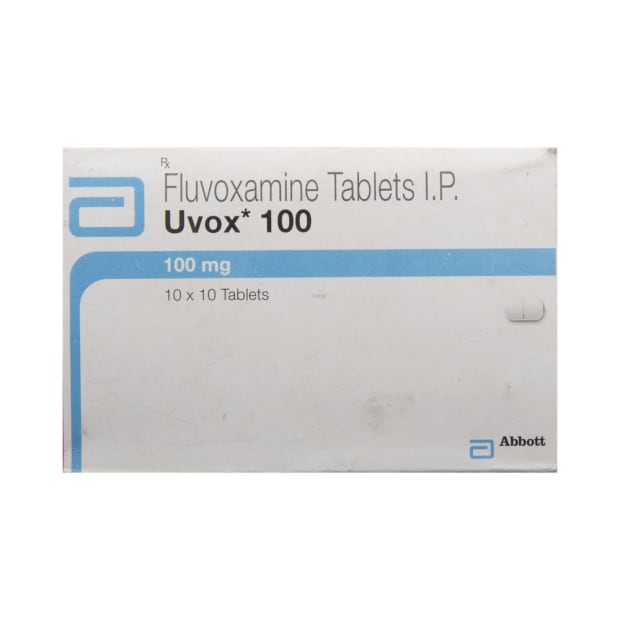 Rx
Fluvoxamine Tablets I.P.
Uvox* 100
100 mg
10 x 10 Tablets
Abbott